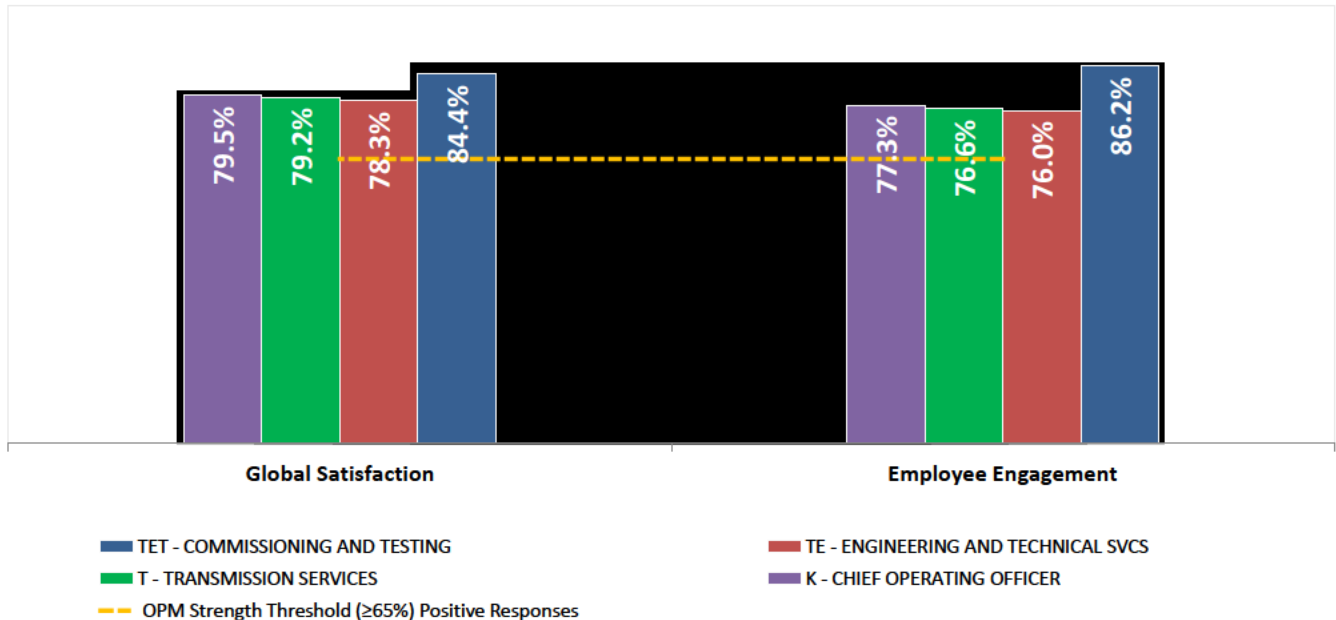 79.5%
79.2%
78.3%
84.4%
77.3%
76.6%
76.0%
86.2%
Global Satisfaction
Employee Engagement
TET - COMMISSIONING AND TESTING
TE - ENGINEERING AND TECHNICAL SVCS
T - TRANSMISSION SERVICES
K - CHIEF OPERATING OFFICER
OPM Strength Threshold (≥65%) Positive Responses